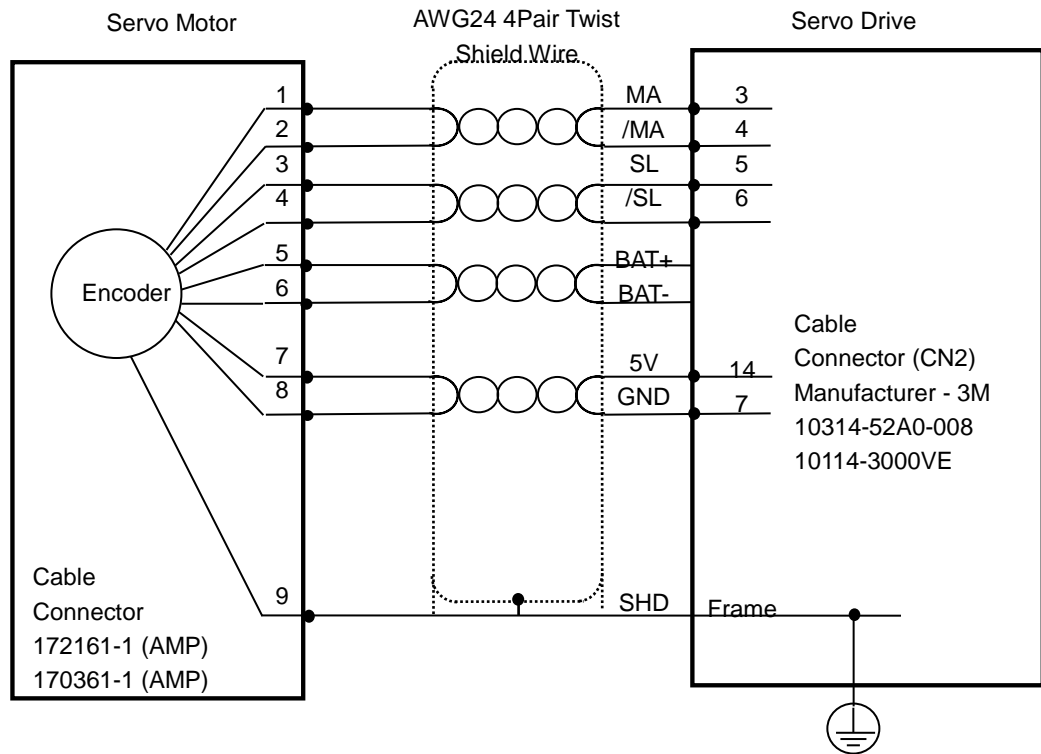 Servo Motor
AWG24 4Pair Twist
Shield Wire
Servo Drive
1
MA
3
2
/MA
4
3
SL
5
4
/SL
6
5
BAT+
6
BAT-
Encoder
7
5V
14
8
GND
7
Cable
Connector (CN2)
Manufacturer - 3M
10314-52A0-008
10114-3000VE
9
SHD
Frame
Cable
Connector
172161-1 (AMP)
170361-1 (AMP)